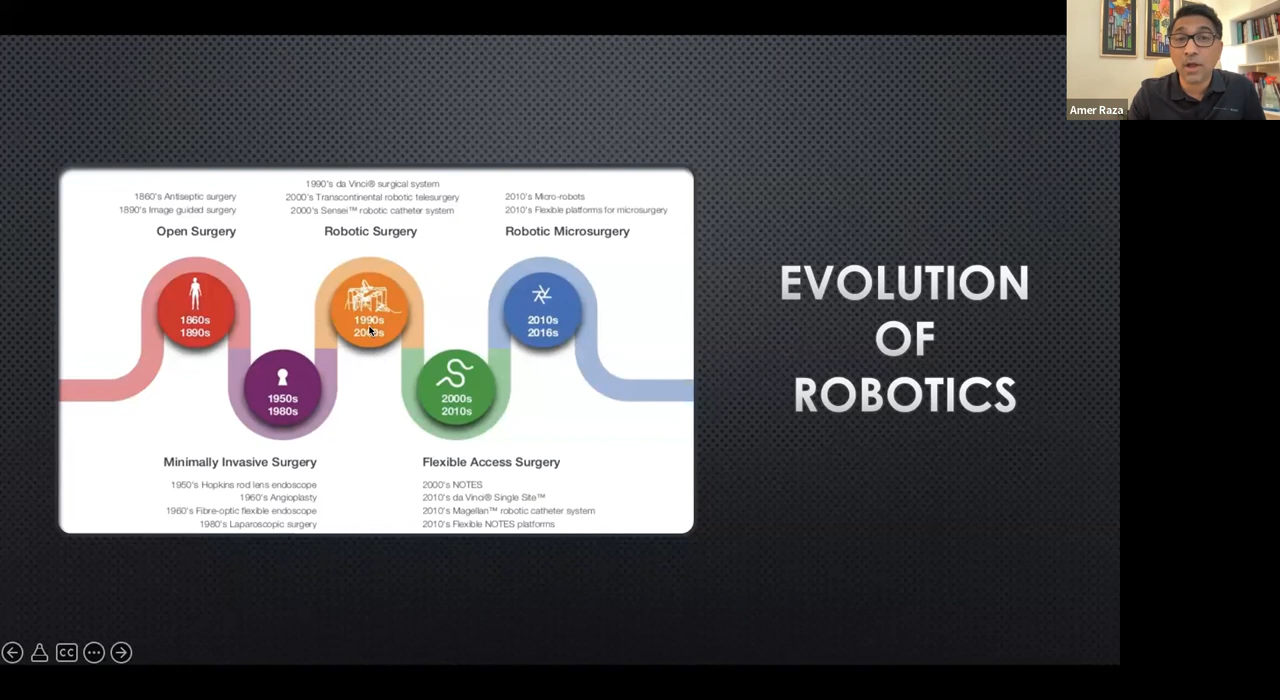 Amer Raza
1860's Antiseptic surgery
1890's Image guided surgery
Open Surgery
1990's da Vinci® surgical system
2000's Transcontinental robotic telesurgery
2000's Sensei™ robotic catheter system
Robotic Surgery
2010's Micro-robots
2010's Flexible platforms for microsurgery
Robotic Microsurgery
1860s
1890s
1950s
1980s
1990s
2000s
2010s
2010s
2016s
Minimally Invasive Surgery
1950's Hopkins rod lens endoscope
1960's Angioplasty
1960's Fibre-optic flexible endoscope
1980's Laparoscopic surgery
Flexible Access Surgery
2000's NOTES
2010's da Vinci® Single Site™
2010's Magellan™ robotic catheter system
2010's Flexible NOTES platforms
EVOLUTION
OF
ROBOTICS
CC